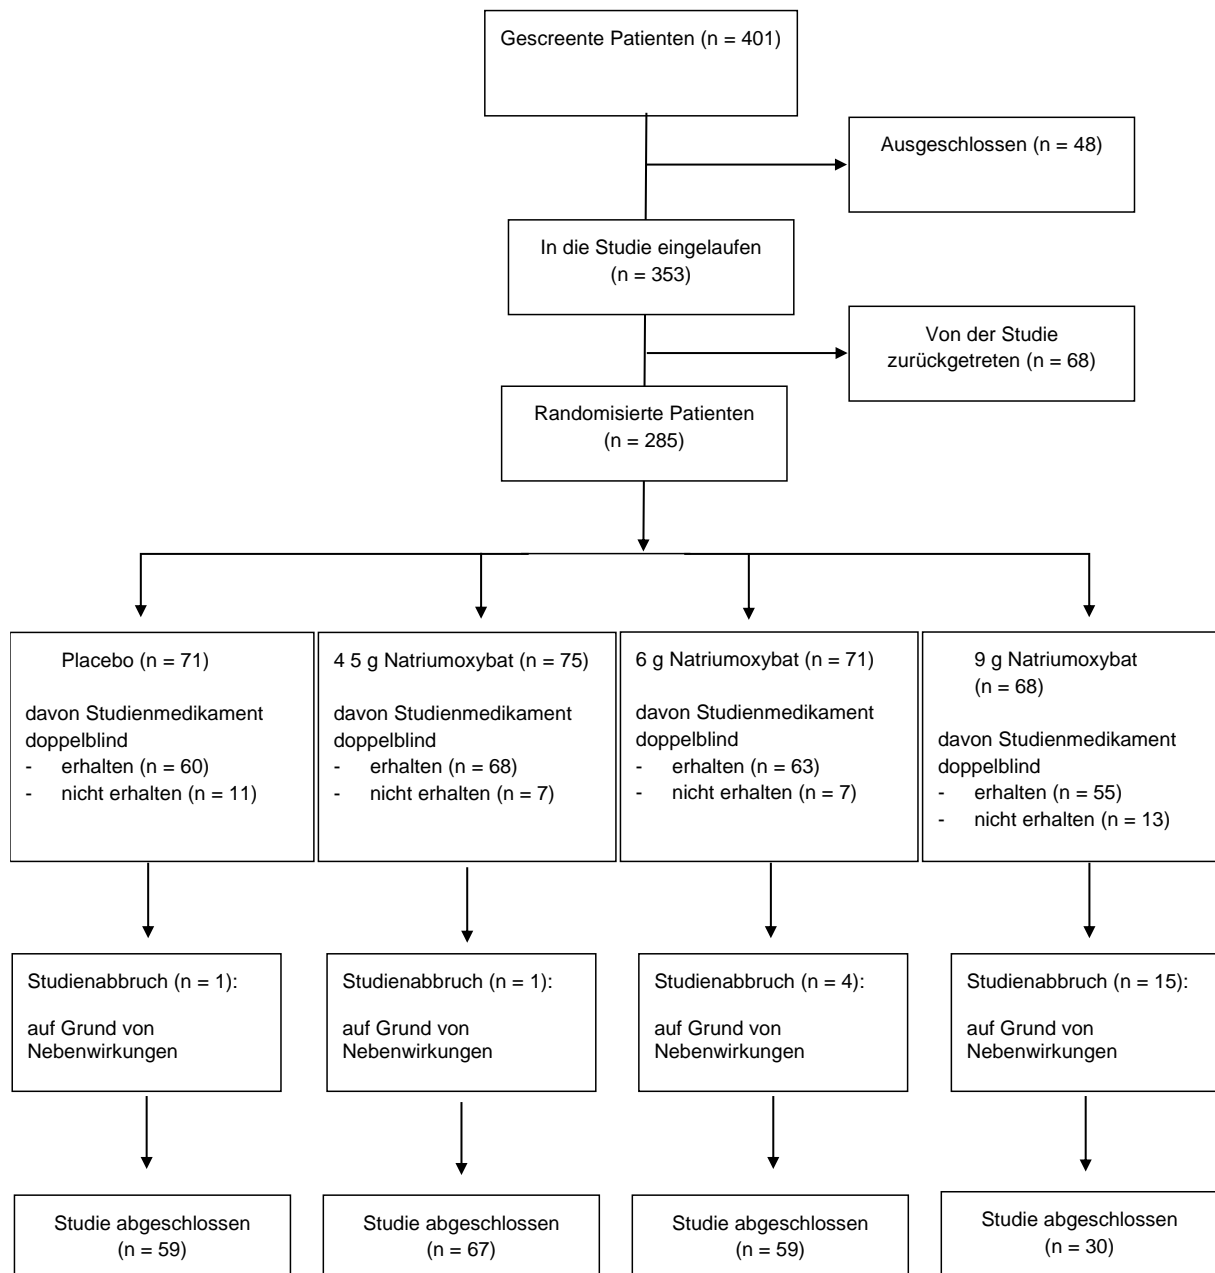 Gescreente Patienten (n = 401)
Ausgeschlossen (n = 48)
In die Studie eingelaufen
(n = 353)
Von der Studie
zurückgetreten (n = 68)
Randomisierte Patienten
(n = 285)
Placebo (n = 71)
davon Studienmedikament
doppelblind
- erhalten (n = 60)
- nicht erhalten (n = 11)
4 5 g Natriumoxybat (n = 75)
davon Studienmedikament
doppelblind
- erhalten (n = 68)
- nicht erhalten (n = 7)
6 g Natriumoxybat (n = 71)
davon Studienmedikament
doppelblind
- erhalten (n = 63)
- nicht erhalten (n = 7)
9 g Natriumoxybat
(n = 68)
davon Studienmedikament
doppelblind
- erhalten (n = 55)
- nicht erhalten (n = 13)
Studienabbruch (n = 1):
auf Grund von
Nebenwirkungen
Studienabbruch (n = 1):
auf Grund von
Nebenwirkungen
Studienabbruch (n = 4):
auf Grund von
Nebenwirkungen
Studienabbruch (n = 15):
auf Grund von
Nebenwirkungen
Studie abgeschlossen
(n = 59)
Studie abgeschlossen
(n = 67)
Studie abgeschlossen
(n = 59)
Studie abgeschlossen
(n = 30)